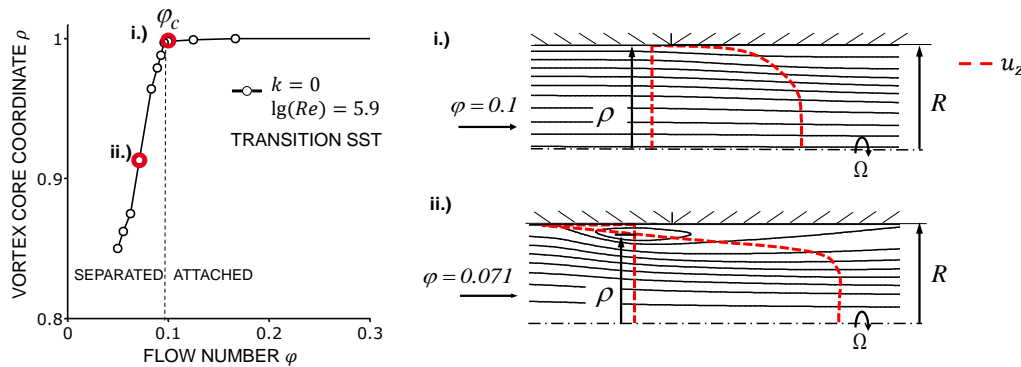 VORTEX CORE COORDINATE ρ
1
0.9
0.8
0
0.1
0.2
0.3
FLOW NUMBER φ
i.)
φc
ii.)
k = 0
lg(Re) = 5.9
TRANSITION SST
SEPARATED
ATTACHED
i.)
φ=0.1
ρ
R
Ω
u_z
ii.)
φ=0.071
ρ
R
Ω